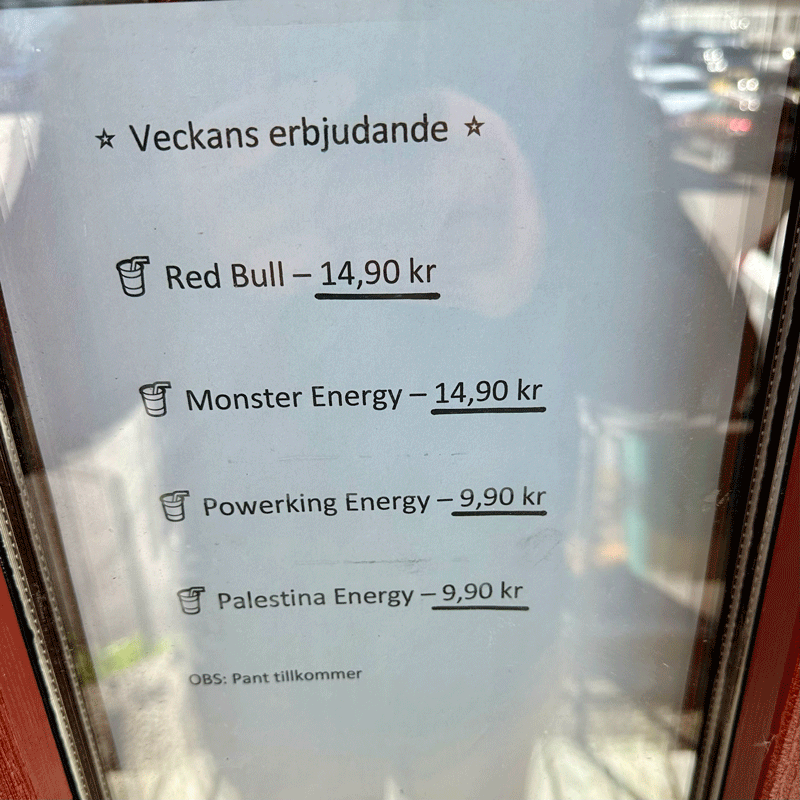 ☆ Veckans erbjudande ☆
Red Bull – 14,90 kr
Monster Energy – 14,90 kr
Powerking Energy – 9,90 kr
Palestina Energy – 9,90 kr
OBS: Pant tillkommer